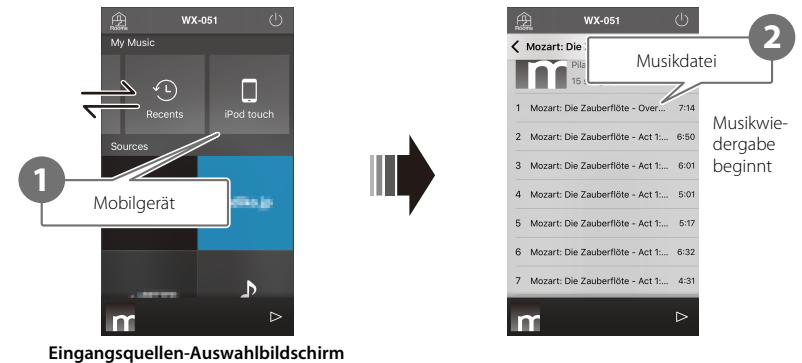 WX-051
Rooms
My Music
Recents
iPod touch
Sources
1
Mobilgerät
m
Eingangsquellen-Auswahlbildschirm
WX-051
Rooms
Mozart: Die
2
Musikdatei
m
15 s
1 Mozart: Die Zauberflöte - Over... 7:14
2 Mozart: Die Zauberflöte - Act 1:... 6:50
3 Mozart: Die Zauberflöte - Act 1:... 6:01
4 Mozart: Die Zauberflöte - Act 1:... 5:01
5 Mozart: Die Zauberflöte - Act 1:... 5:17
6 Mozart: Die Zauberflöte - Act 1:... 6:32
7 Mozart: Die Zauberflöte - Act 1:... 4:31
m
Musikwie-
dergabe
beginnt